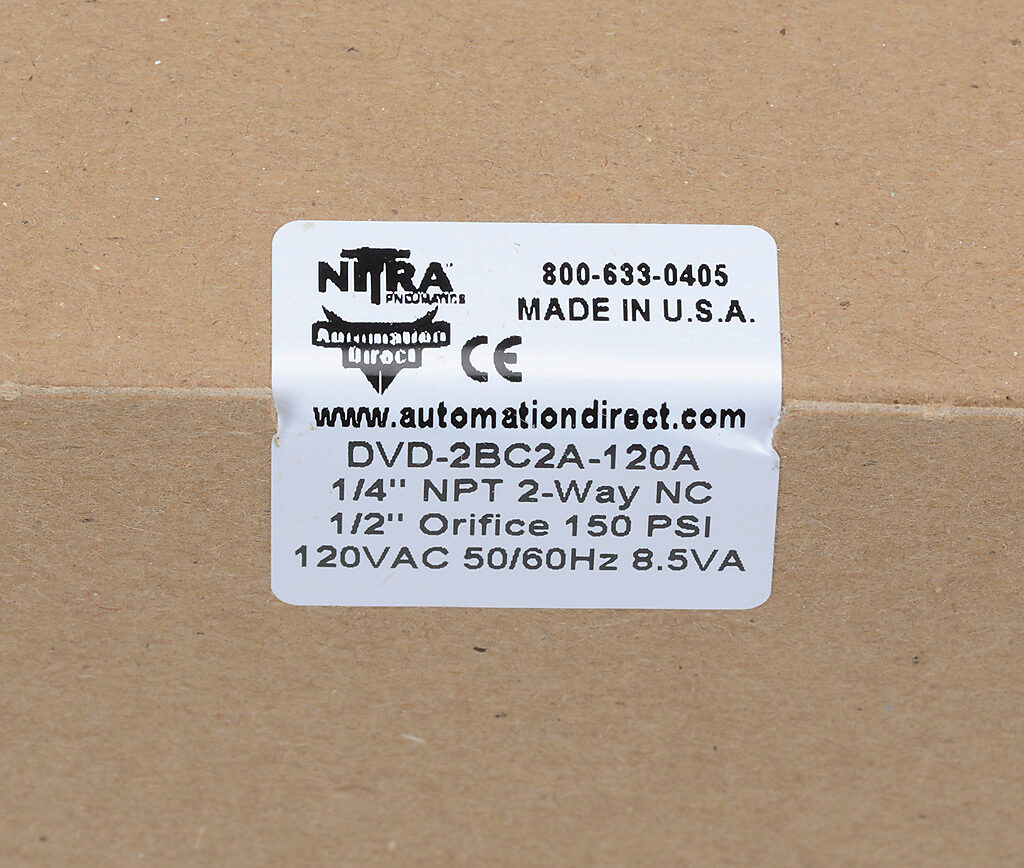 NITRA
PNEUMATICS
800-633-0405
MADE IN U.S.A.
Automation
Direct
CE
www.automationdirect.com
DVD-2BC2A-120A
1/4" NPT 2-Way NC
1/2" Orifice 150 PSI
120VAC 50/60Hz 8.5VA